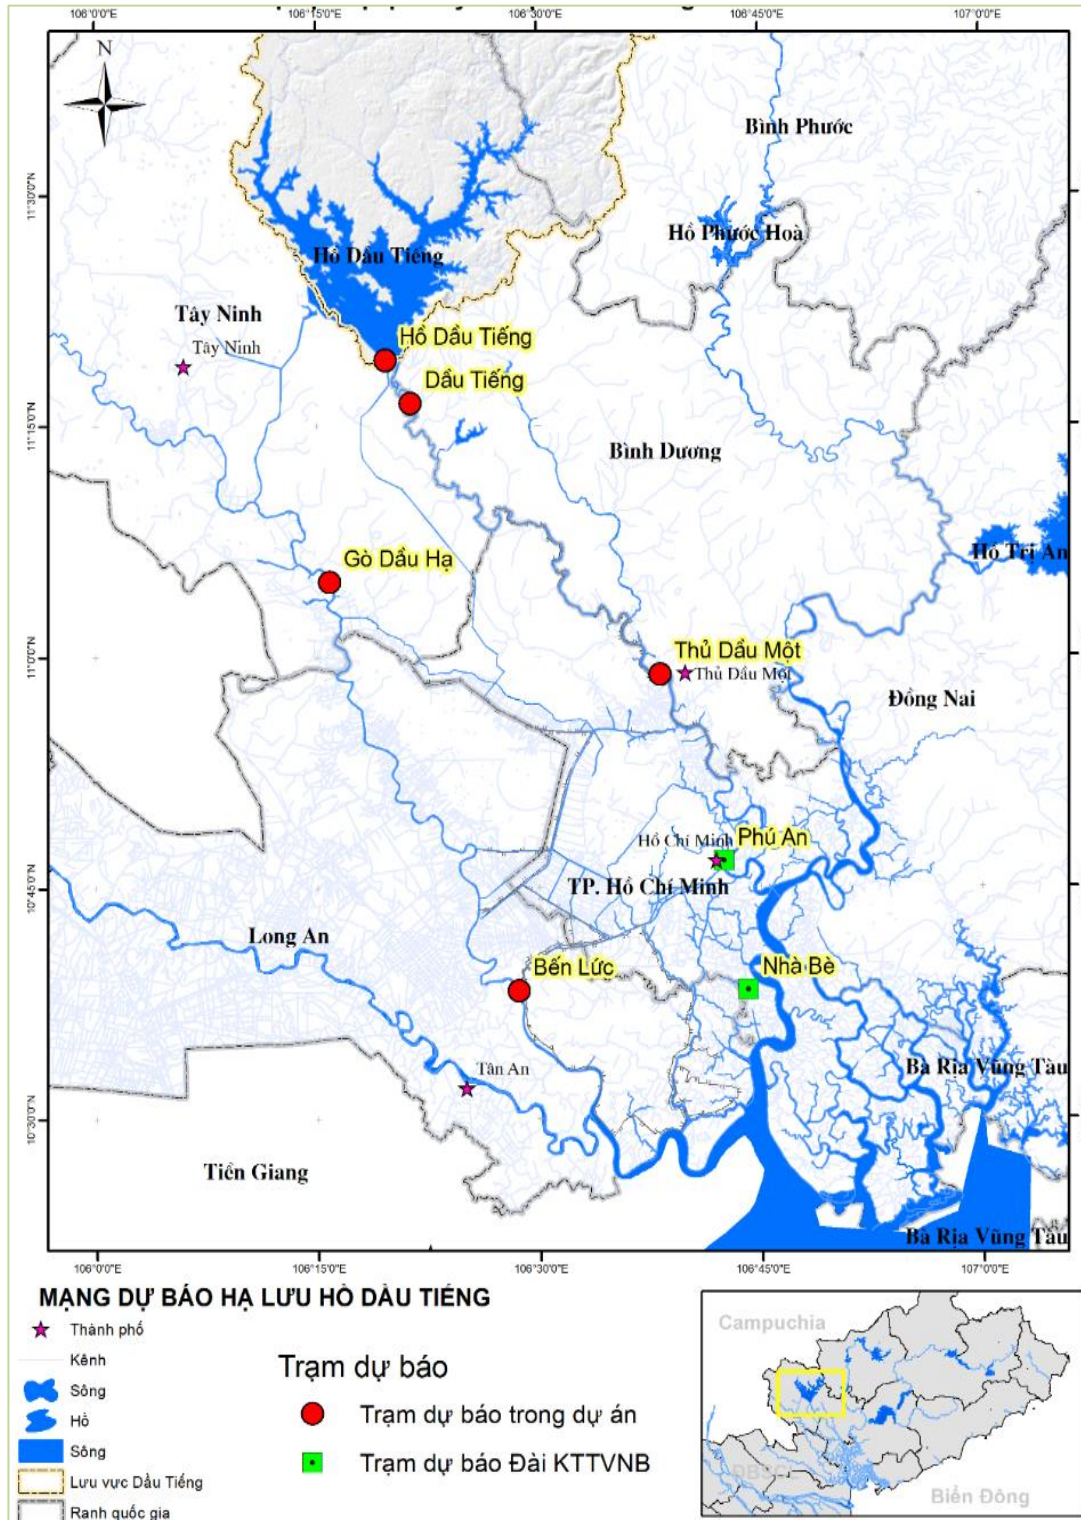 106°0'0"E 106°15'0"E 106°30'0"E 106°45'0"E 107°0'0"E
N
Bình Phước
11°30'0"N
Hồ Phước Hoà
Hồ Dầu Tiếng
Tây Ninh
Hồ Dầu Tiếng
Tây Ninh
Dầu Tiếng
11°15'0"N
Bình Dương
Hồ Trị An
Gò Dầu Hạ
11°0'0"N
Thủ Dầu Một
Thủ Dầu Một
Đồng Nai
Phú An
Hồ Chí Minh
10°45'0"N
TP. Hồ Chí Minh
Long An
Bến Lức
Nhà Bè
Tân An
Bà Rịa Vũng Tàu
10°30'0"N
Tiền Giang
Bà Rịa Vũng Tàu
106°0'0"E 106°15'0"E 106°30'0"E 106°45'0"E 107°0'0"E
MẠNG DỰ BÁO HẠ LƯU HỒ DẦU TIẾNG
Thành phố
Kênh
Sông
Hồ
Sông
Lưu vực Dầu Tiếng
Ranh quốc gia
Trạm dự báo
Trạm dự báo trong dự án
Trạm dự báo Đài KTTVNB
Campuchia
ĐBSCL
Biển Đông